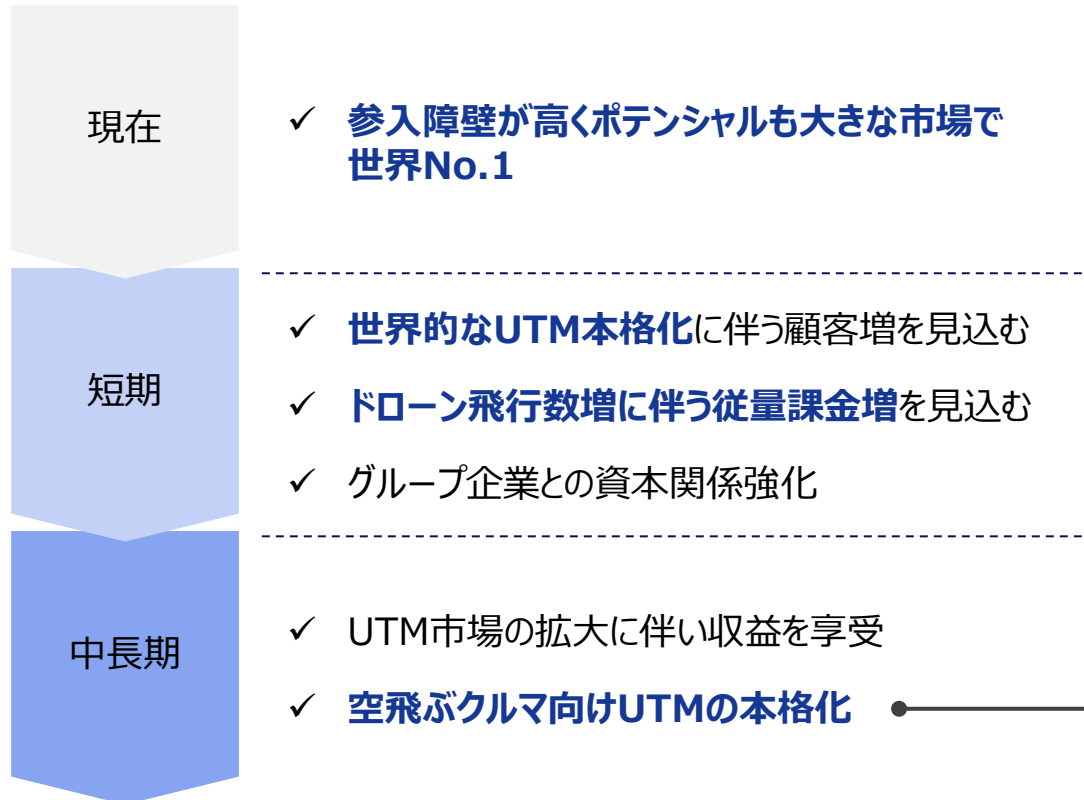 現在
✓ 参入障壁が高くポテンシャルも大きな市場で
世界No.1
短期
✓ 世界的なUTM本格化に伴う顧客増を見込む
✓ ドローン飛行数増に伴う従量課金増を見込む
✓ グループ企業との資本関係強化
中長期
✓ UTM市場の拡大に伴い収益を享受
✓ 空飛ぶクルマ向けUTMの本格化